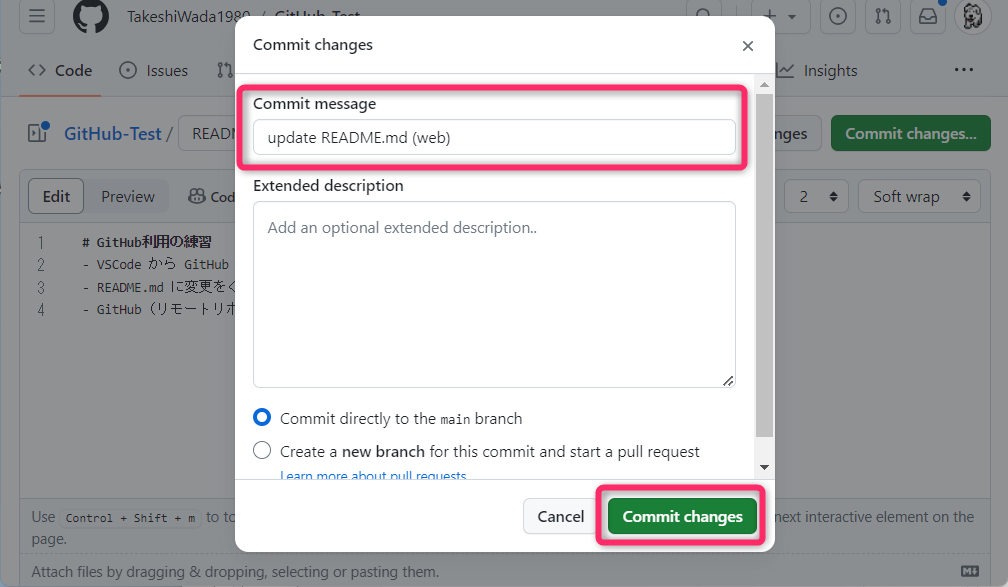 TakeshiWada1980 / GitHub-Test
Code
Issues
Insights
GitHub-Test /
Commit changes...
Edit
Preview
2
Soft wrap
1 # GitHub利用の練習
2 - VSCode から GitHub
3 - README.md に変更を
4 - GitHub (リモートリポ
Use Control + Shift + m to
next interactive element on the
page.
Attach files by dragging & dropping, selecting or pasting them.
Commit changes
Commit message
update README.md (web)
Extended description
Add an optional extended description..
Commit directly to the main branch
Create a new branch for this commit and start a pull request
Learn more about pull requests
Cancel
Commit changes